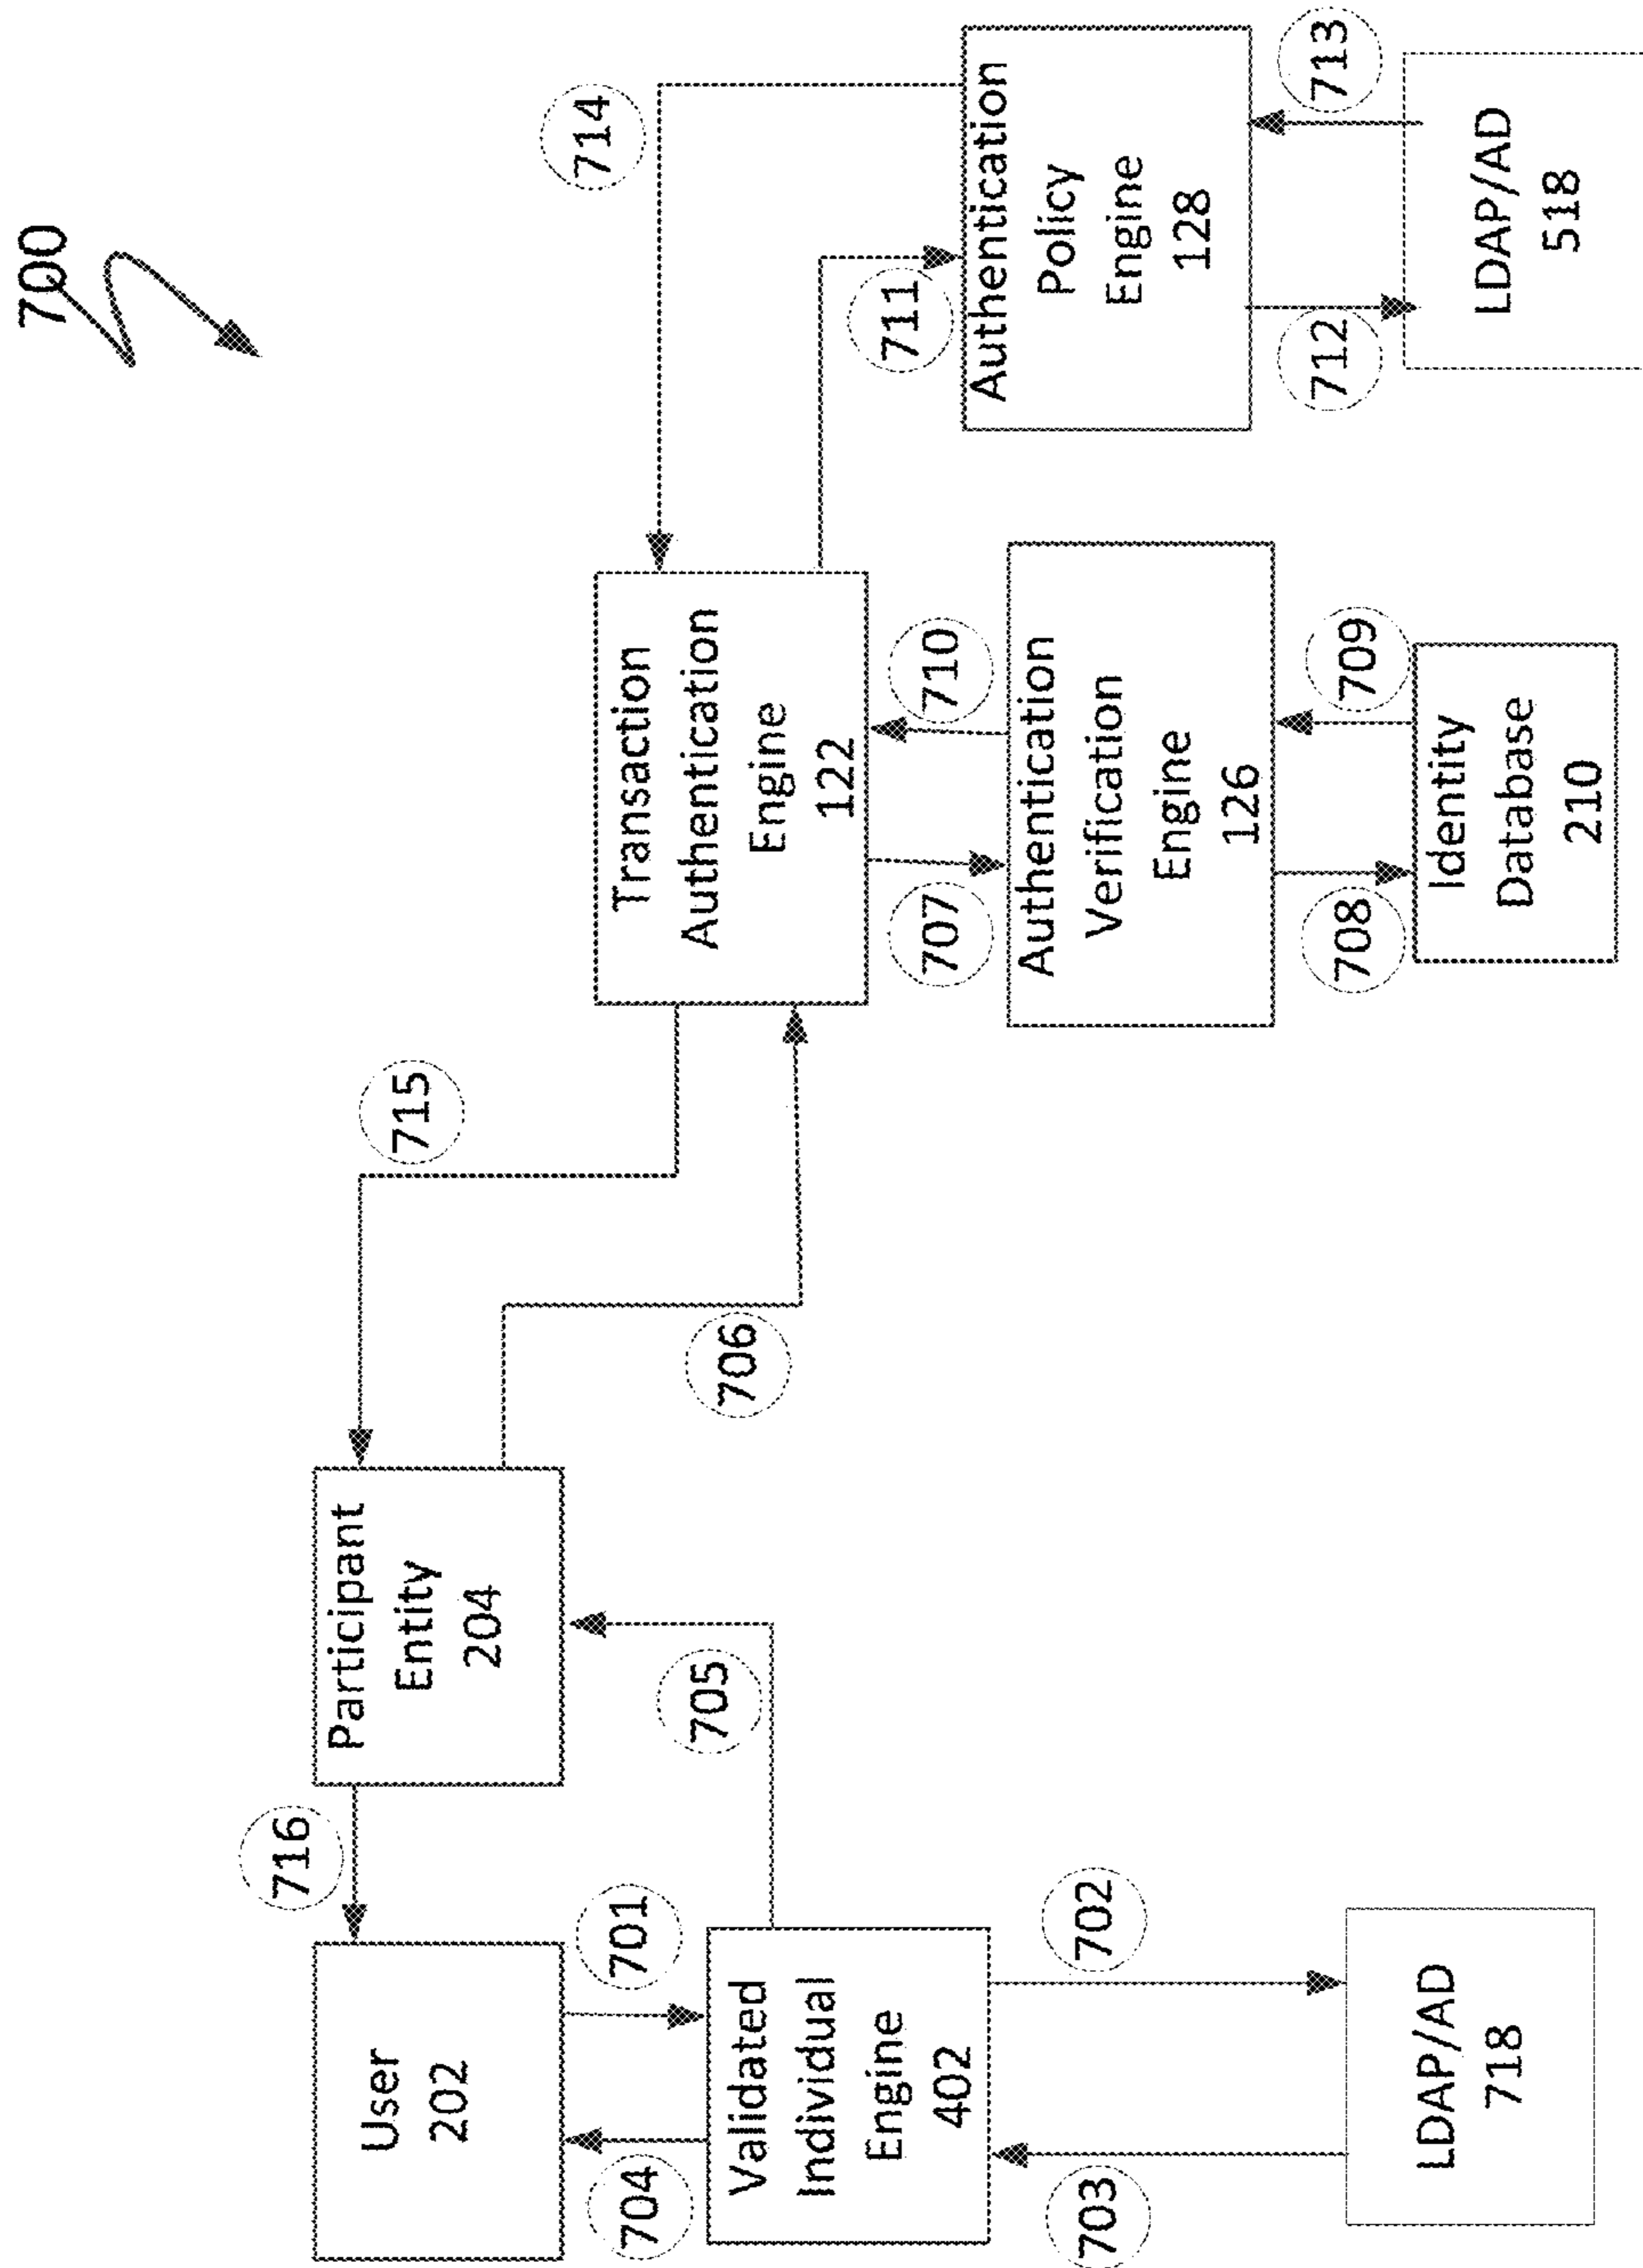 700
User
202
716
Participant
Entity
204
715
Transaction
Authentication
Engine
122
714
701
704
Validated
Individual
Engine
402
705
706
707
710
711
702
703
LDAP/AD
718
Authentication
Verification
Engine
126
Authentication
Policy
Engine
128
708
709
712
713
Identity
Database
210
LDAP/AD
518